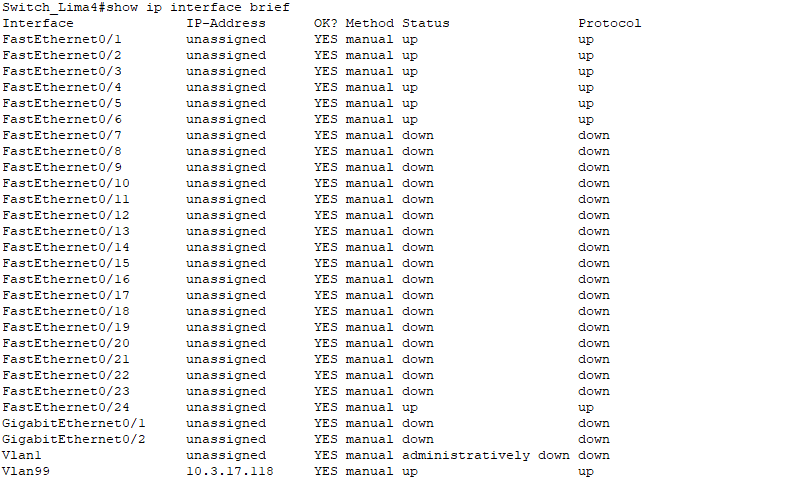 Switch_Lima4#show ip interface brief
Interface              IP-Address      OK? Method Status                Protocol
FastEthernet0/1        unassigned      YES manual up                    up
FastEthernet0/2        unassigned      YES manual up                    up
FastEthernet0/3        unassigned      YES manual up                    up
FastEthernet0/4        unassigned      YES manual up                    up
FastEthernet0/5        unassigned      YES manual up                    up
FastEthernet0/6        unassigned      YES manual up                    up
FastEthernet0/7        unassigned      YES manual down                  down
FastEthernet0/8        unassigned      YES manual down                  down
FastEthernet0/9        unassigned      YES manual down                  down
FastEthernet0/10       unassigned      YES manual down                  down
FastEthernet0/11       unassigned      YES manual down                  down
FastEthernet0/12       unassigned      YES manual down                  down
FastEthernet0/13       unassigned      YES manual down                  down
FastEthernet0/14       unassigned      YES manual down                  down
FastEthernet0/15       unassigned      YES manual down                  down
FastEthernet0/16       unassigned      YES manual down                  down
FastEthernet0/17       unassigned      YES manual down                  down
FastEthernet0/18       unassigned      YES manual down                  down
FastEthernet0/19       unassigned      YES manual down                  down
FastEthernet0/20       unassigned      YES manual down                  down
FastEthernet0/21       unassigned      YES manual down                  down
FastEthernet0/22       unassigned      YES manual down                  down
FastEthernet0/23       unassigned      YES manual down                  down
FastEthernet0/24       unassigned      YES manual up                    up
GigabitEthernet0/1     unassigned      YES manual down                  down
GigabitEthernet0/2     unassigned      YES manual down                  down
Vlan1                  unassigned      YES manual administratively down down
Vlan99                 10.3.17.118     YES manual up                    up